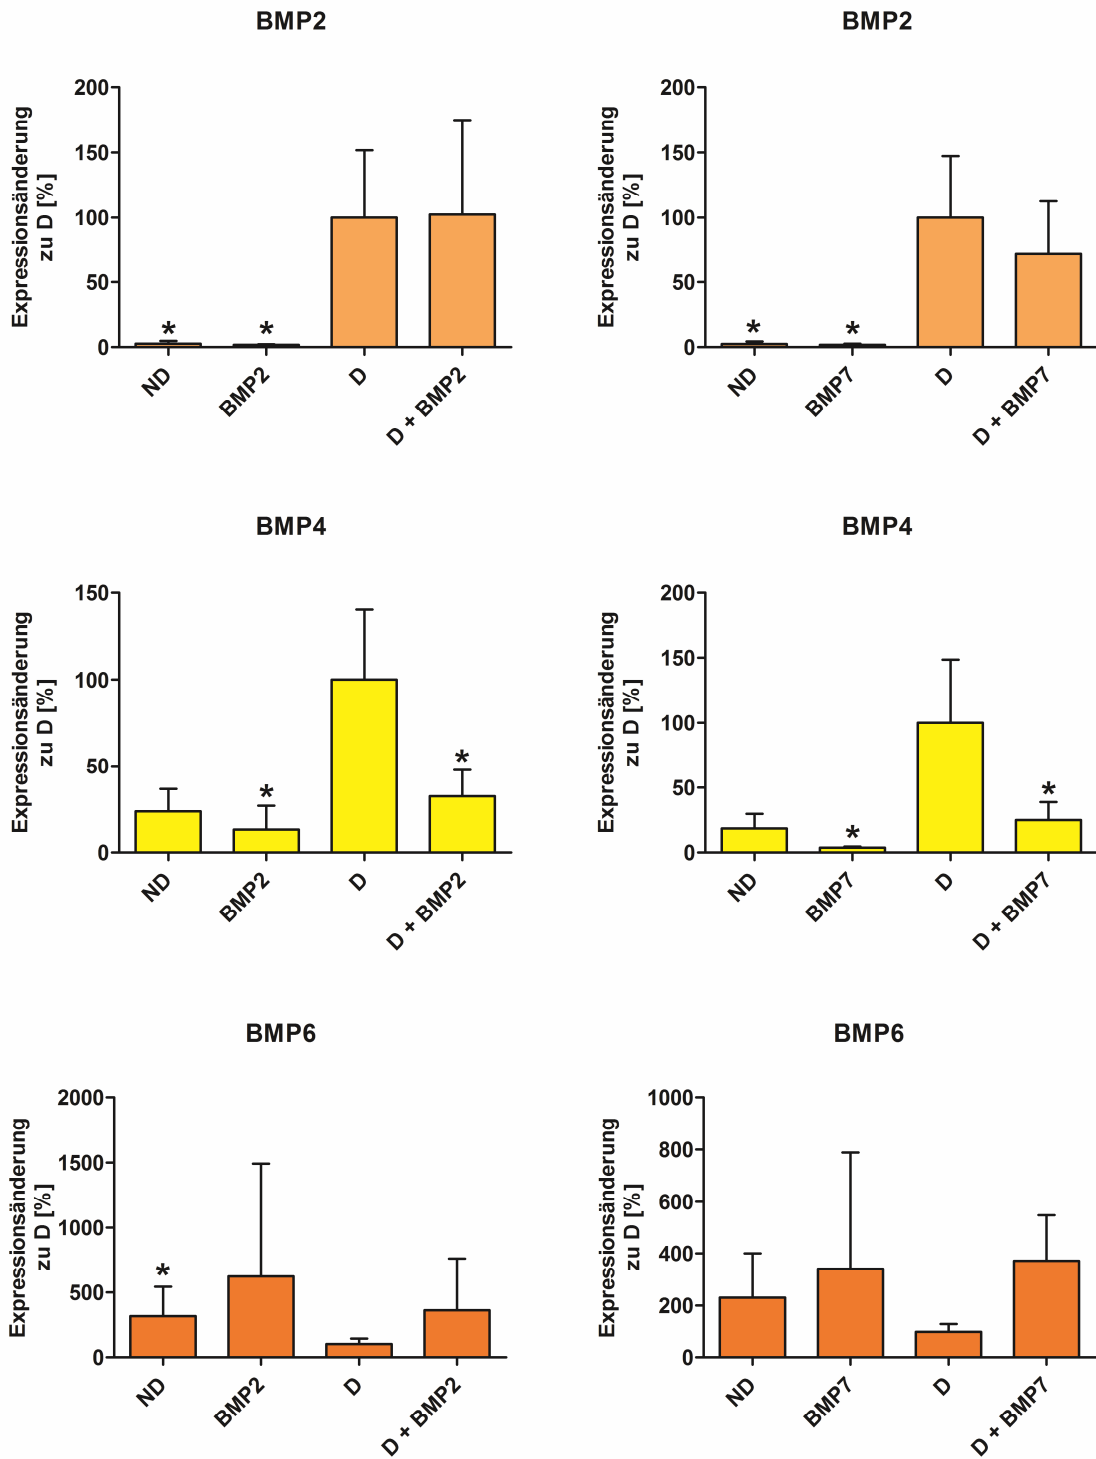 BMP2
Expressionsänderung
zu D [%]
200
150
100
50
0
*
*
ND
BMP2
D
D + BMP2
BMP2
Expressionsänderung
zu D [%]
200
150
100
50
0
*
*
ND
BMP7
D
D + BMP7
BMP4
Expressionsänderung
zu D [%]
150
100
50
0
*
*
ND
BMP2
D
D + BMP2
BMP4
Expressionsänderung
zu D [%]
200
150
100
50
0
*
*
ND
BMP7
D
D + BMP7
BMP6
Expressionsänderung
zu D [%]
2000
1500
1000
500
0
*
ND
BMP2
D
D + BMP2
BMP6
Expressionsänderung
zu D [%]
1000
800
600
400
200
0
ND
BMP7
D
D + BMP7